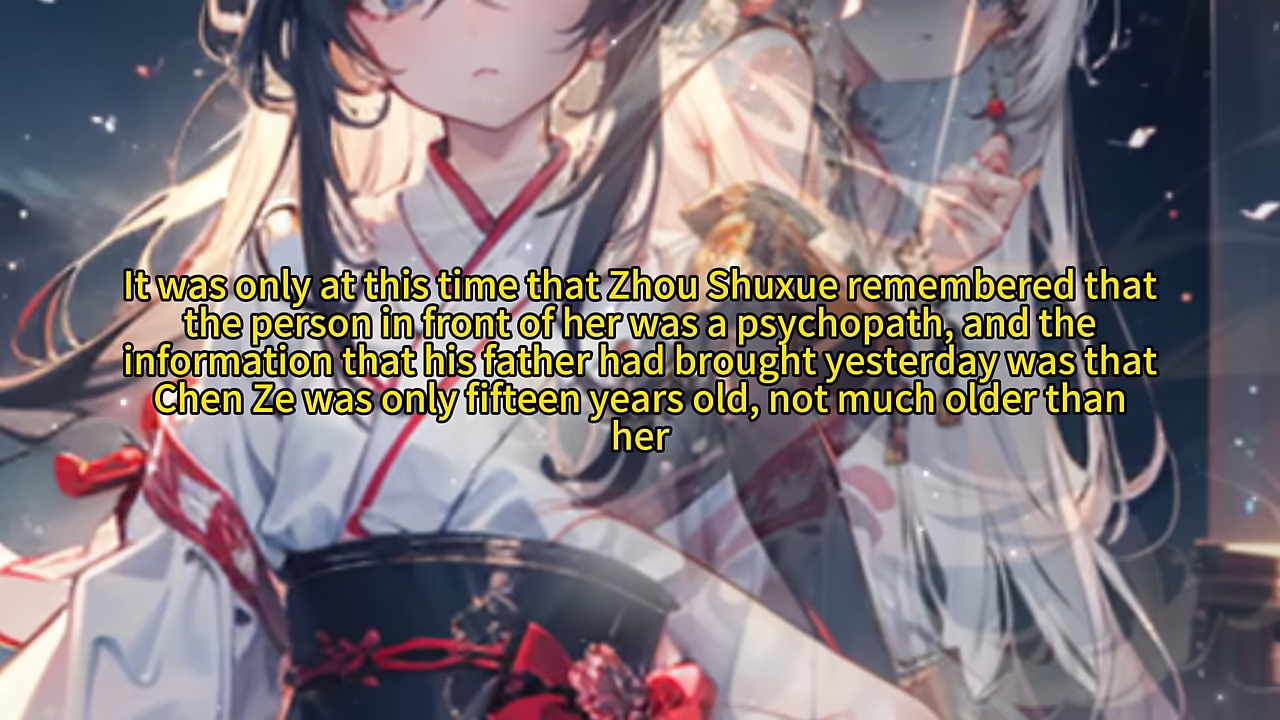 It was only at this time that Zhou Shuxue remembered that
the person in front of her was a psychopath, and the
information that his father had brought yesterday was that
Chen Ze was only fifteen years old, not much older than
her